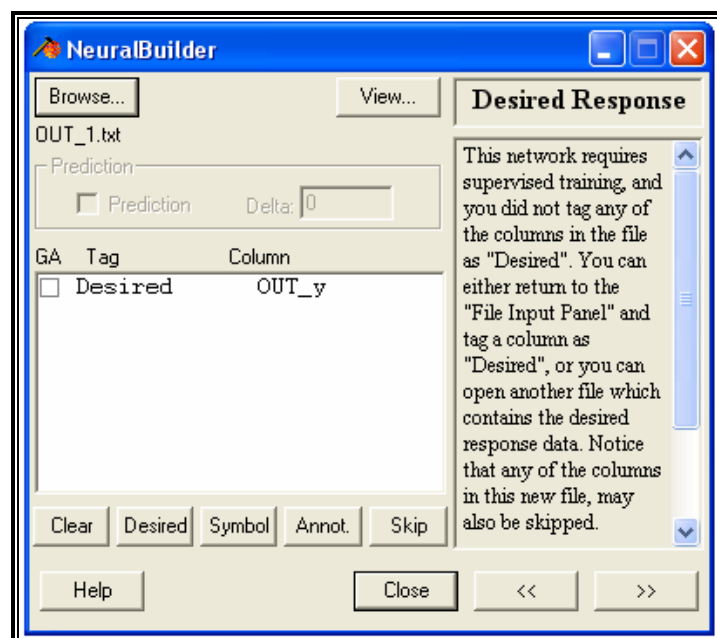 NeuralBuilder
Browse...
View...
OUT_1.txt
Prediction
Prediction
Delta: 0
GA Tag Column
Desired OUT_y
Clear
Desired
Symbol
Annot.
Skip
Desired Response
This network requires
supervised training, and
you did not tag any of
the columns in the file
as "Desired". You can
either return to the
"File Input Panel" and
tag a column as
"Desired", or you can
open another file which
contains the desired
response data. Notice
that any of the columns
in this new file, may
also be skipped.
Help
Close
<<
>>